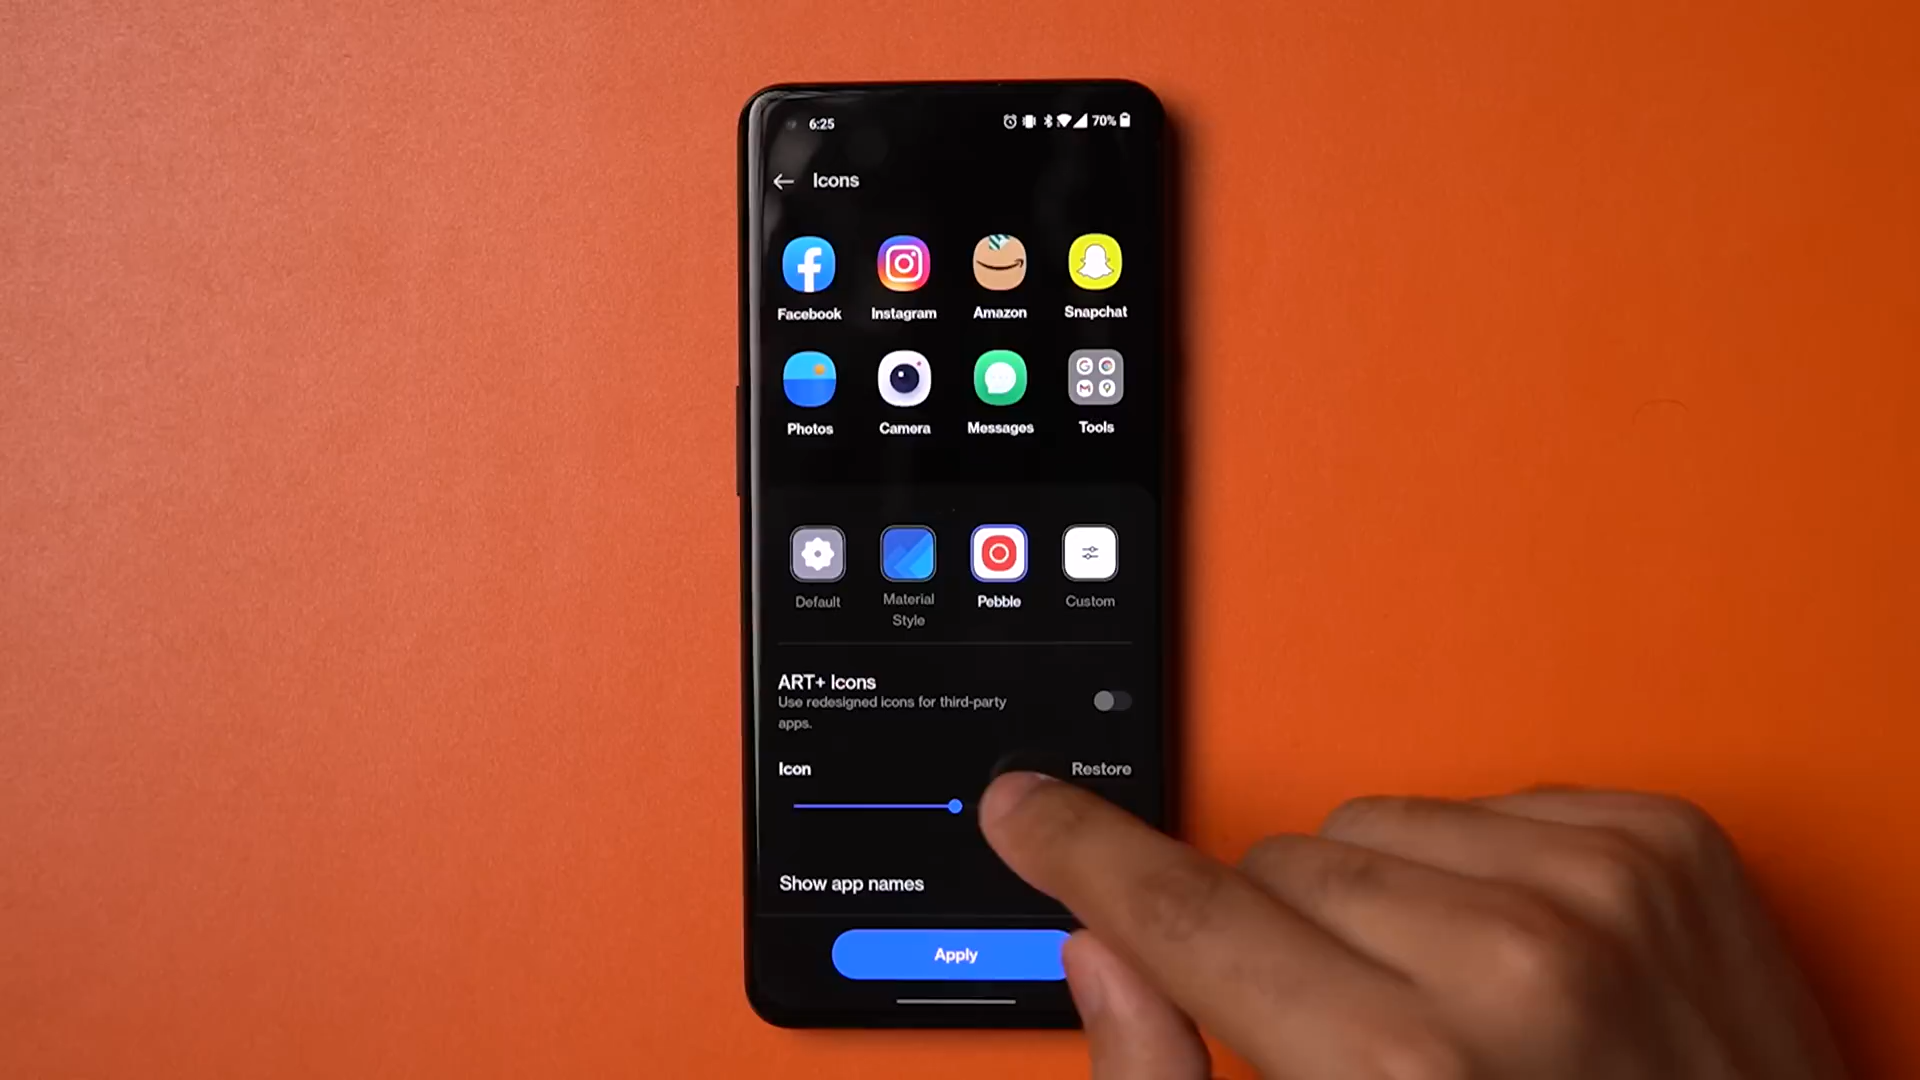 6:25
70%
Icons
Facebook Instagram Amazon Snapchat
Photos Camera Messages Tools
Default Material Style Pebble Custom
ART+ Icons
Use redesigned icons for third-party
apps.
Icon Restore
Show app names
Apply